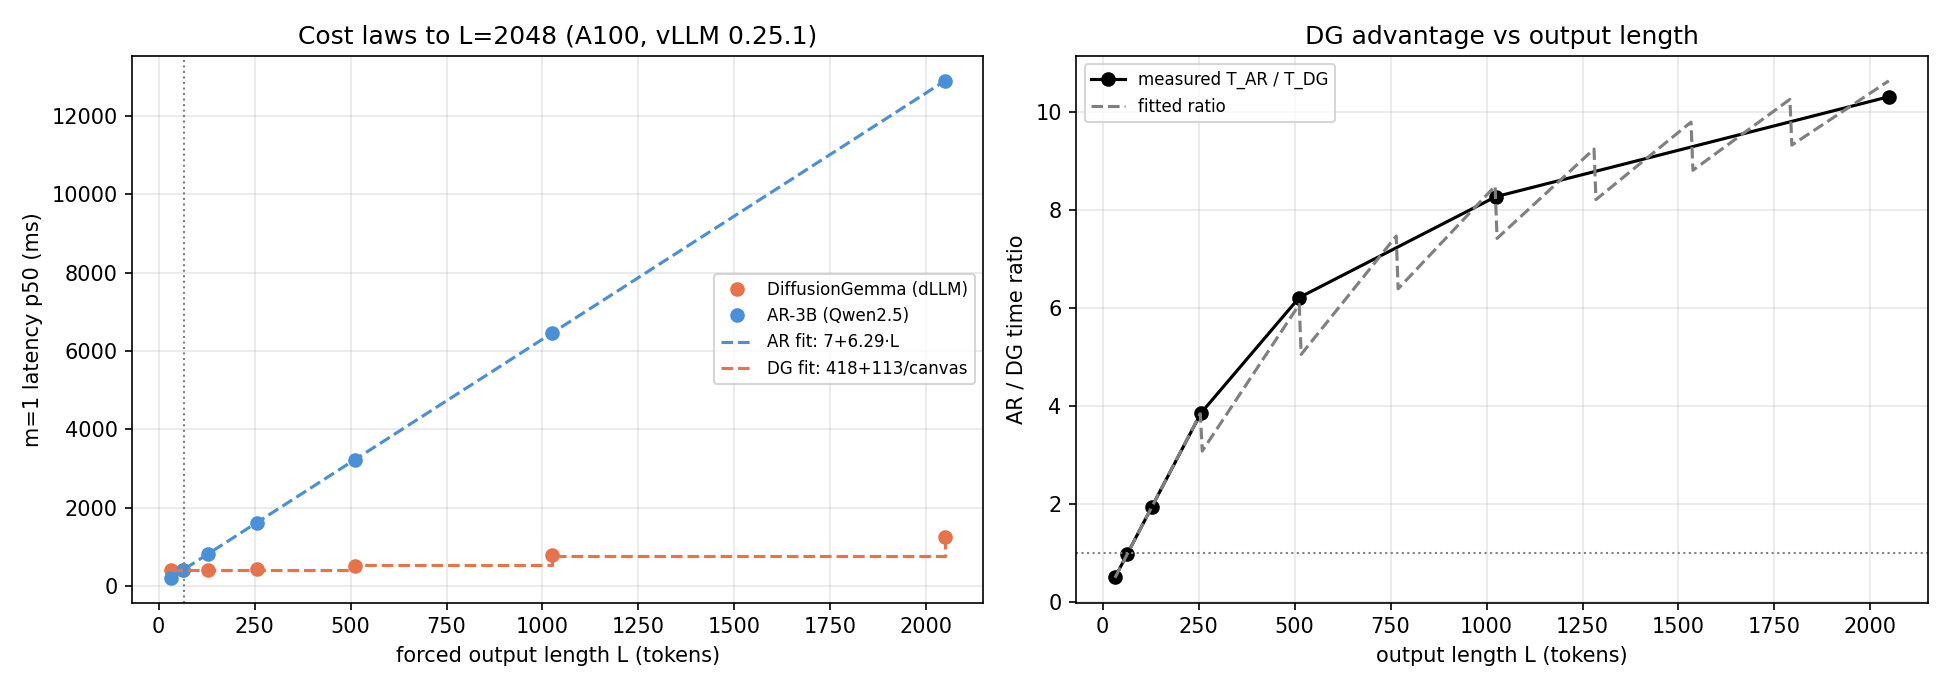 Cost laws to L=2048 (A100, vLLM 0.25.1)
m=1 latency p50 (ms)
12000
10000
8000
6000
4000
2000
0
DiffusionGemma (dLLM)
AR-3B (Qwen2.5)
AR fit: 7+6.29·L
DG fit: 418+113/canvas
0 250 500 750 1000 1250 1500 1750 2000
forced output length L (tokens)
DG advantage vs output length
AR / DG time ratio
10
8
6
4
2
0
measured T_AR / T_DG
fitted ratio
0 250 500 750 1000 1250 1500 1750 2000
output length L (tokens)